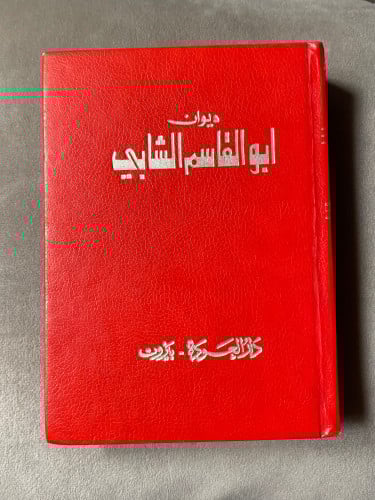 ديوان
ابو القاسم الشابي
دار العودة - بيروت